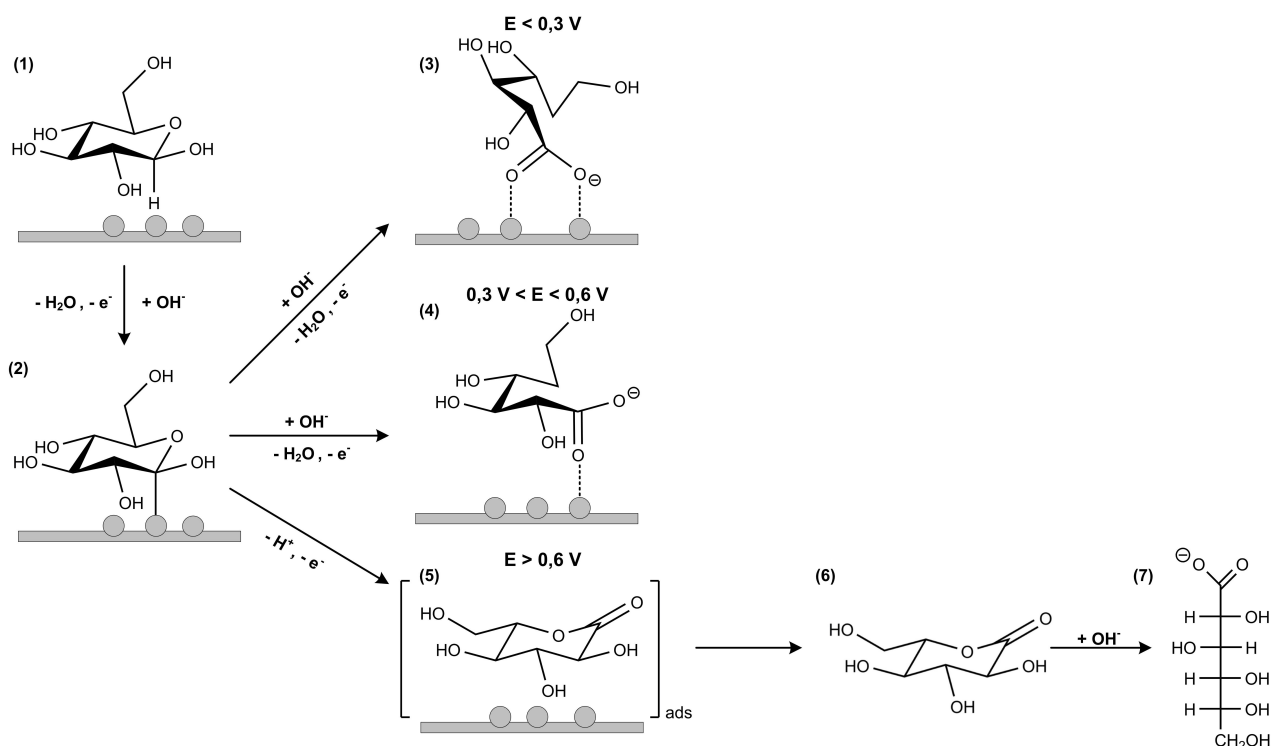 (1)
OH
HO
HO
O
OH
OH
H
- H₂O , - e⁻
+ OH⁻
(2)
OH
HO
HO
O
OH
OH
+ OH⁻
- H₂O , - e⁻
+ OH⁻
- H₂O , - e⁻
- H⁺ , - e⁻
E < 0,3 V
(3)
HO
HO
OH
HO
O
O
⊖
0,3 V < E < 0,6 V
(4)
OH
HO
HO
O
⊖
OH
O
E > 0,6 V
(5)
HO
O
O
HO
OH
OH
ads
(6)
HO
O
O
HO
OH
OH
+ OH⁻
(7)
⊖
O
O
H
OH
HO
H
H
OH
H
OH
CH₂OH